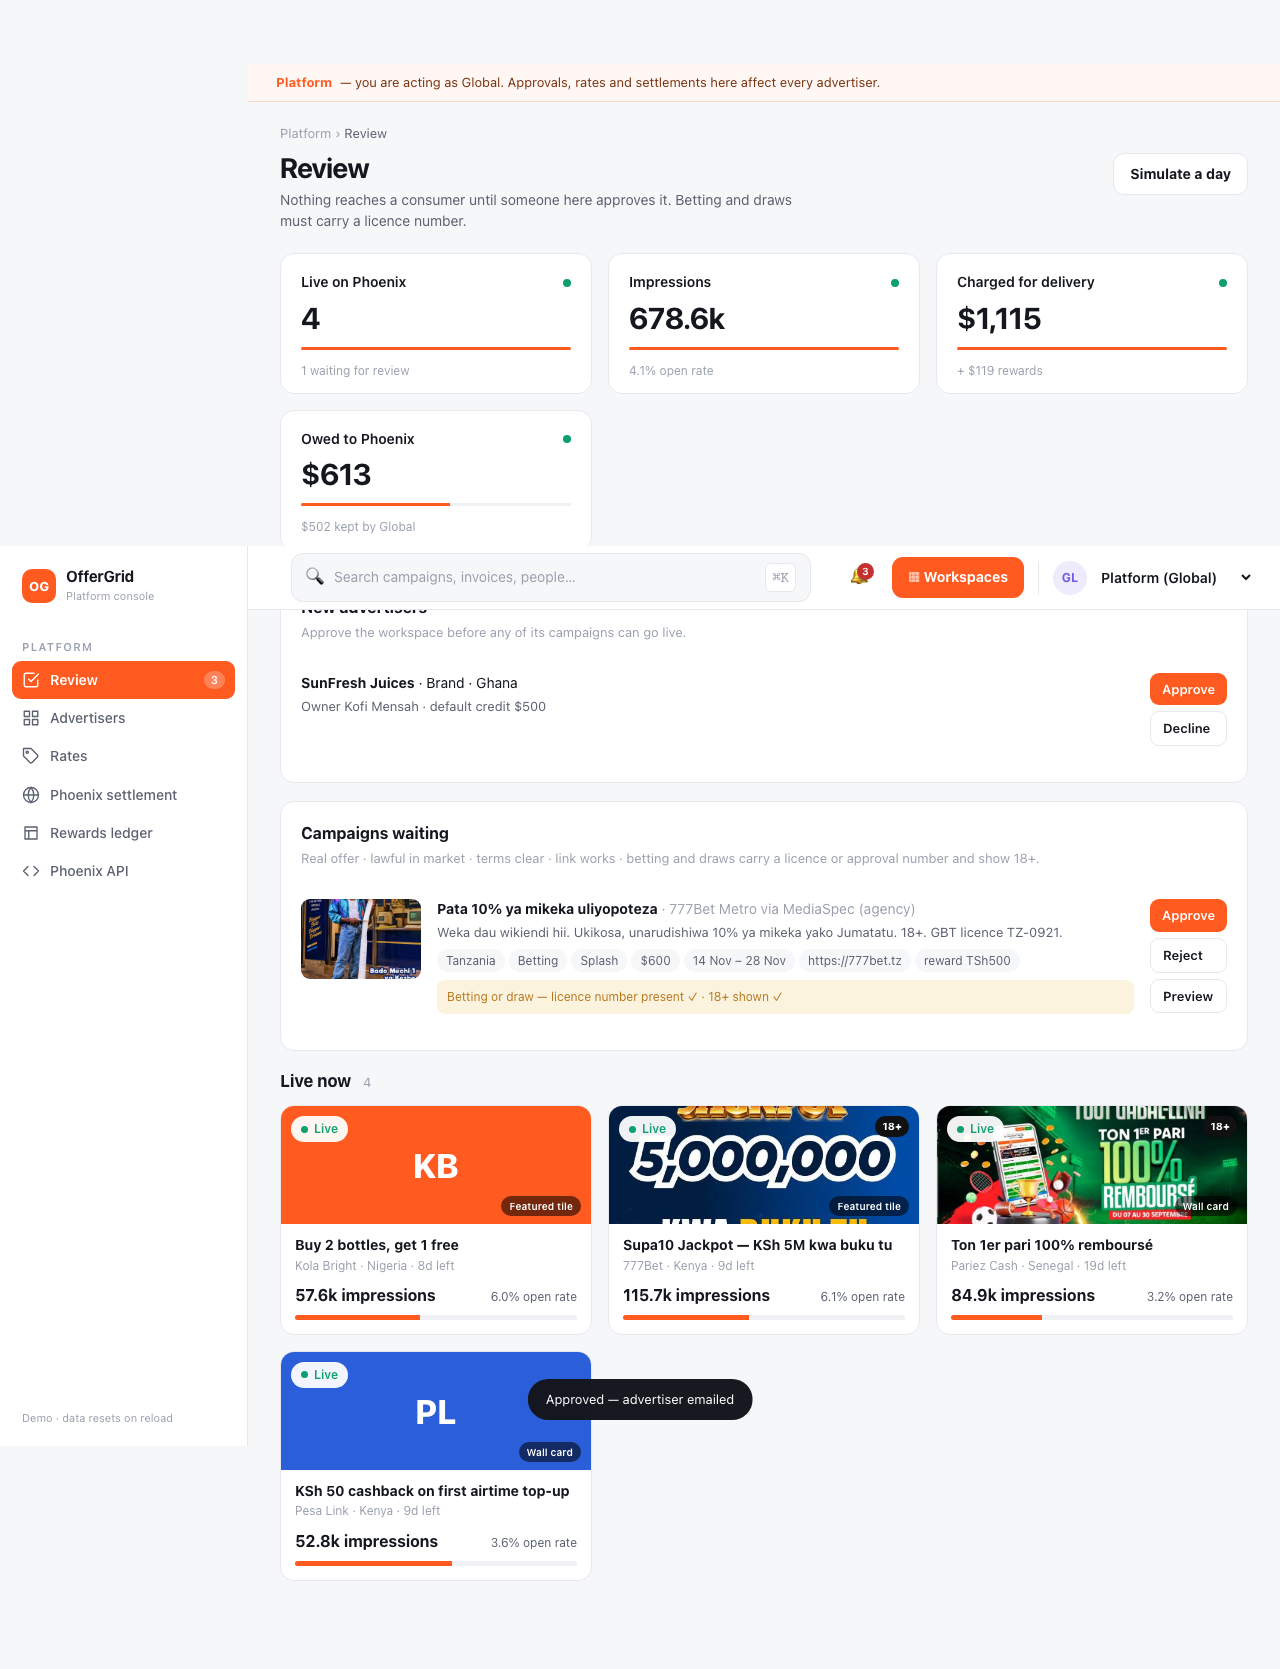 Platform — you are acting as Global. Approvals, rates and settlements here affect every advertiser.
Platform › Review
Review
Simulate a day
Nothing reaches a consumer until someone here approves it. Betting and draws
must carry a licence number.
Live on Phoenix
4
1 waiting for review
Impressions
678.6k
4.1% open rate
Charged for delivery
$1,115
+ $119 rewards
Owed to Phoenix
$613
$502 kept by Global
OG
OfferGrid
Platform console
Search campaigns, invoices, people…
⌘K
3
Workspaces
GL
Platform (Global)
PLATFORM
Review
3
Advertisers
Rates
Phoenix settlement
Rewards ledger
Phoenix API
Demo · data resets on reload
New advertisers
Approve the workspace before any of its campaigns can go live.
SunFresh Juices · Brand · Ghana
Owner Kofi Mensah · default credit $500
Approve
Decline
Campaigns waiting
Real offer · lawful in market · terms clear · link works · betting and draws carry a licence or approval number and show 18+.
Bado Mechi 1
Pata 10% ya mikeka uliyopoteza · 777Bet Metro via MediaSpec (agency)
Weka dau wikiendi hii. Ukikosa, unarudishiwa 10% ya mikeka yako Jumatatu. 18+. GBT licence TZ-0921.
Tanzania
Betting
Splash
$600
14 Nov – 28 Nov
https://777bet.tz
reward TSh500
Betting or draw — licence number present ✓ · 18+ shown ✓
Approve
Reject
Preview
Live now 4
Live
KB
Featured tile
Buy 2 bottles, get 1 free
Kola Bright · Nigeria · 8d left
57.6k impressions
6.0% open rate
JACKPOT
Live
18+
5,000,000
Featured tile
KWA BUKU TU
Supa10 Jackpot — KSh 5M kwa buku tu
777Bet · Kenya · 9d left
115.7k impressions
6.1% open rate
Live
18+
TON 1ER PARI
100%
REMBOURSÉ
DU 07 AU 30 SEPTEMBRE
Wall card
Ton 1er pari 100% remboursé
Pariez Cash · Senegal · 19d left
84.9k impressions
3.2% open rate
Live
PL
Wall card
KSh 50 cashback on first airtime top-up
Pesa Link · Kenya · 9d left
52.8k impressions
3.6% open rate
Approved — advertiser emailed